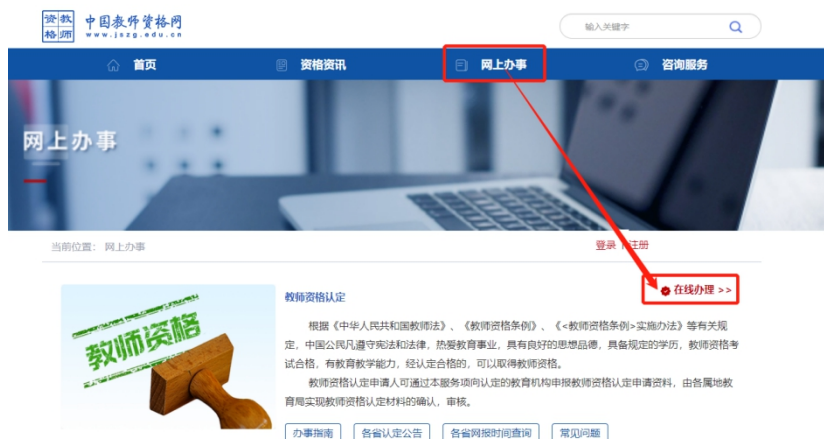 资教
格师
中国教师资格网
www.jszg.edu.cn
输入关键字
首页
资格资讯
网上办事
咨询服务
网上办事
当前位置： 网上办事
登录 注册
教师资格
教师资格认定
在线办理 >>
根据《中华人民共和国教师法》、《教师资格条例》、《<教师资格条例>实施办法》等有关规
定，中国公民凡遵守宪法和法律，热爱教育事业，具有良好的思想品德，具备规定的学历，教师资格考
试合格，有教育教学能力，经认定合格的，可以取得教师资格。
教师资格认定申请人可通过本服务项向认定的教育机构申报教师资格认定申请资料，由各属地教
育局实现教师资格认定材料的确认，审核。
办事指南
各省认定公告
各省网报时间查询
常见问题